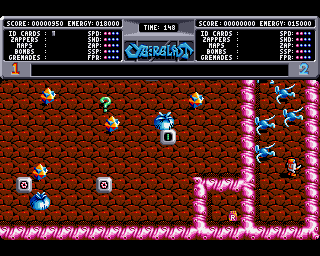 SCORE: 00000950 ENERGY: 018000
TIME: 148
SCORE: 00000000 ENERGY: 015000
ID CARDS : SPD:
ZAPPERS : SHD:
MAPS : ZAP:
BOMBS : SSP:
GRENADES : FPR:
CYBERBLAST
ID CARDS : SPD:
ZAPPERS : SHD:
MAPS : ZAP:
BOMBS : SSP:
GRENADES : FPR:
1
2
?
R